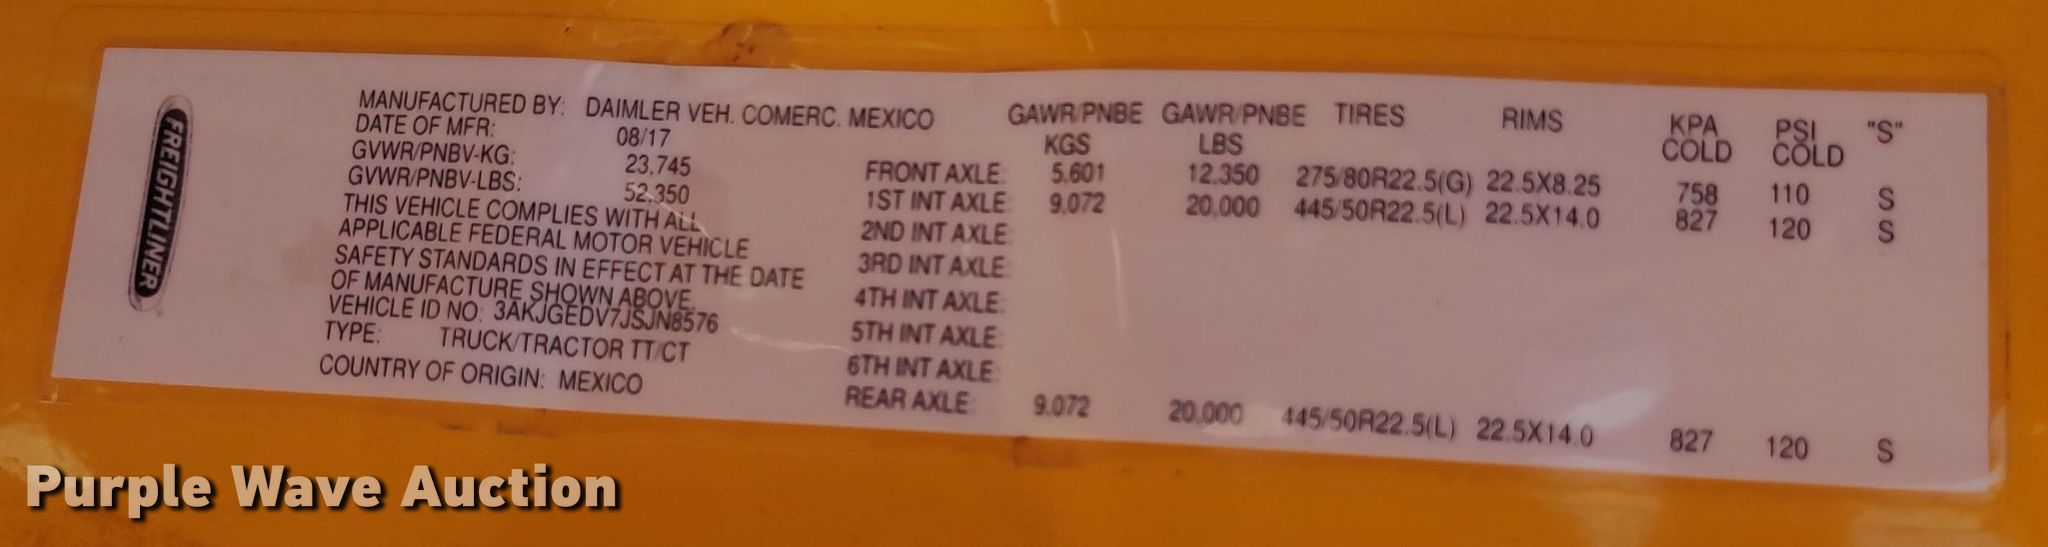 FREIGHTLINER
MANUFACTURED BY: DAIMLER VEH. COMERC. MEXICO
DATE OF MFR: 08/17
GVWR/PNBV-KG: 23,745
GVWR/PNBV-LBS: 52,350
THIS VEHICLE COMPLIES WITH ALL
APPLICABLE FEDERAL MOTOR VEHICLE
SAFETY STANDARDS IN EFFECT AT THE DATE
OF MANUFACTURE SHOWN ABOVE.
VEHICLE ID NO: 3AKJGEDV7JSJN8576
TYPE: TRUCK/TRACTOR TT/CT
COUNTRY OF ORIGIN: MEXICO
GAWR/PNBE GAWR/PNBE TIRES RIMS KPA PSI "S"
KGS LBS COLD COLD
FRONT AXLE: 5,601 12,350 275/80R22.5(G) 22.5X8.25 758 110 S
1ST INT AXLE: 9,072 20,000 445/50R22.5(L) 22.5X14.0 827 120 S
2ND INT AXLE:
3RD INT AXLE:
4TH INT AXLE:
5TH INT AXLE:
6TH INT AXLE:
REAR AXLE: 9,072 20,000 445/50R22.5(L) 22.5X14.0 827 120 S
Purple Wave Auction